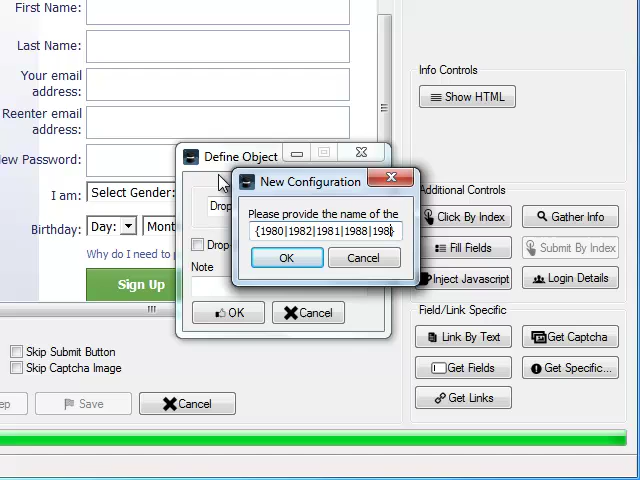 First Name:
Last Name:
Your email
address:
Reenter email
address:
New Password:
I am:
Select Gender:
Birthday:
Day:
Mont
Why do I need to p
Sign Up
Define Object
Drop
Drop-
Note
OK
Cancel
New Configuration
Please provide the name of the
{1980|1982|1981|1988|198}
OK
Cancel
Info Controls
Show HTML
Additional Controls
Click By Index
Gather Info
Fill Fields
Submit By Index
Inject Javascript
Login Details
Field/Link Specific
Link By Text
Get Captcha
Get Fields
Get Specific...
Get Links
Skip Submit Button
Skip Captcha Image
ep
Save
Cancel